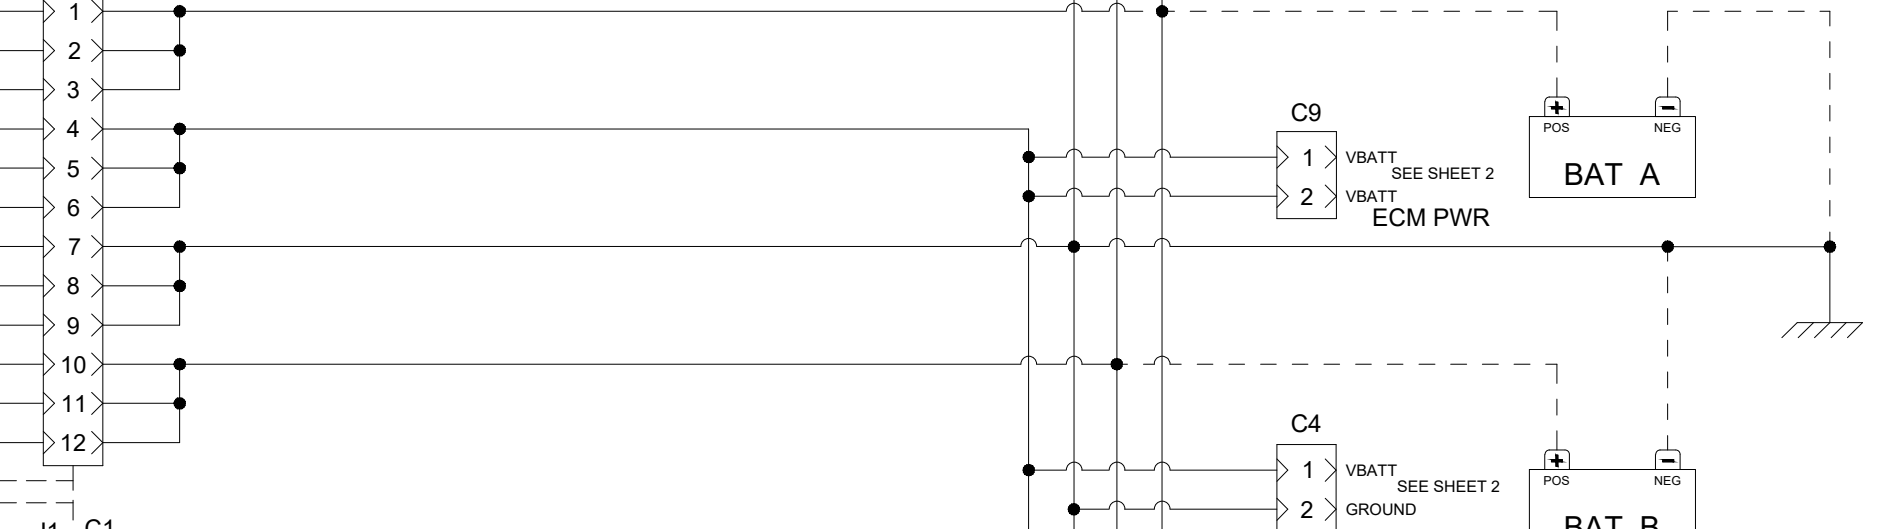 1
2
3
4
5
6
7
8
9
10
11
12
C1
C9
1 VBATT
SEE SHEET 2
2 VBATT
ECM PWR
+ -
POS NEG
BAT A
C4
1 VBATT
SEE SHEET 2
2 GROUND
+ -
POS NEG
BAT B